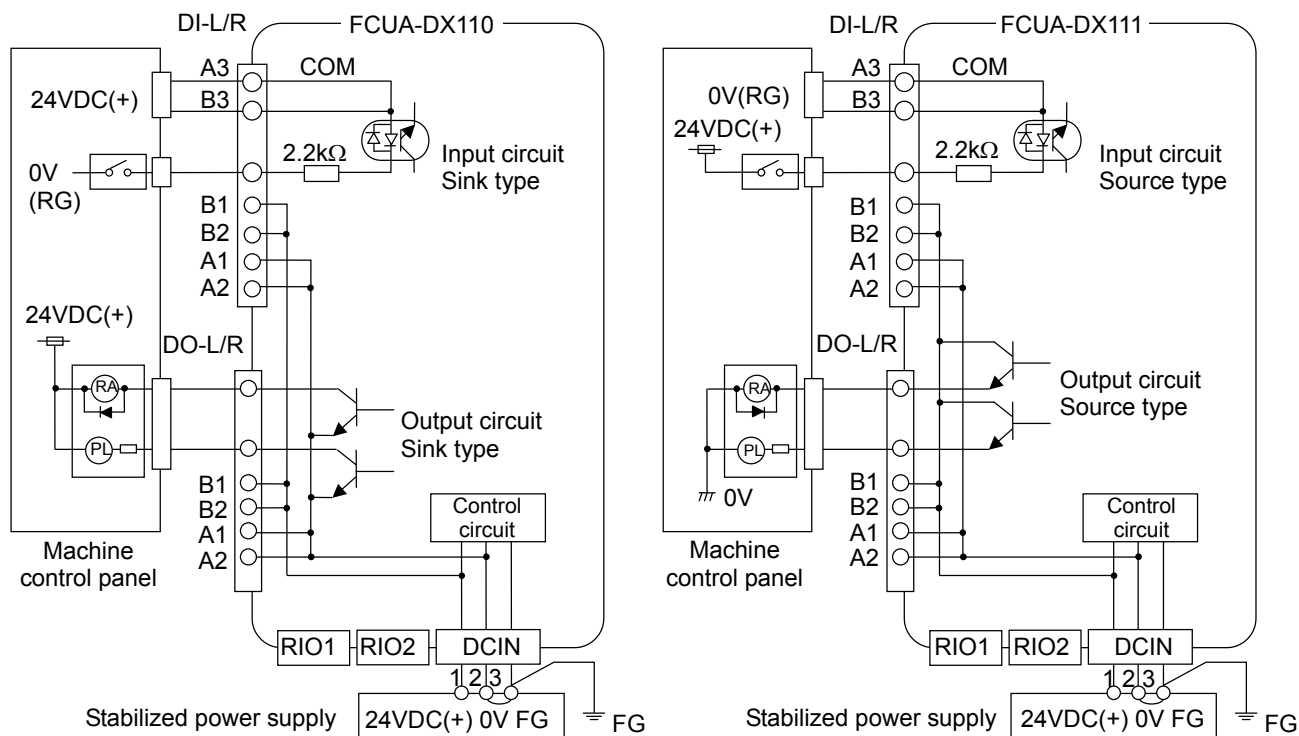 DI-L/R
FCUA-DX110
A3
COM
24VDC(+)
B3
2.2kΩ
Input circuit
Sink type
0V
(RG)
B1
B2
A1
A2
24VDC(+)
DO-L/R
RA
Output circuit
Sink type
PL
B1
B2
A1
A2
Control
circuit
Machine
control panel
RIO1
RIO2
DCIN
1 2 3
Stabilized power supply
24VDC(+) 0V FG
FG
DI-L/R
FCUA-DX111
A3
COM
0V(RG)
B3
24VDC(+)
2.2kΩ
Input circuit
Source type
B1
B2
A1
A2
DO-L/R
RA
Output circuit
Source type
PL
0V
B1
B2
A1
A2
Control
circuit
Machine
control panel
RIO1
RIO2
DCIN
1 2 3
Stabilized power supply
24VDC(+) 0V FG
FG